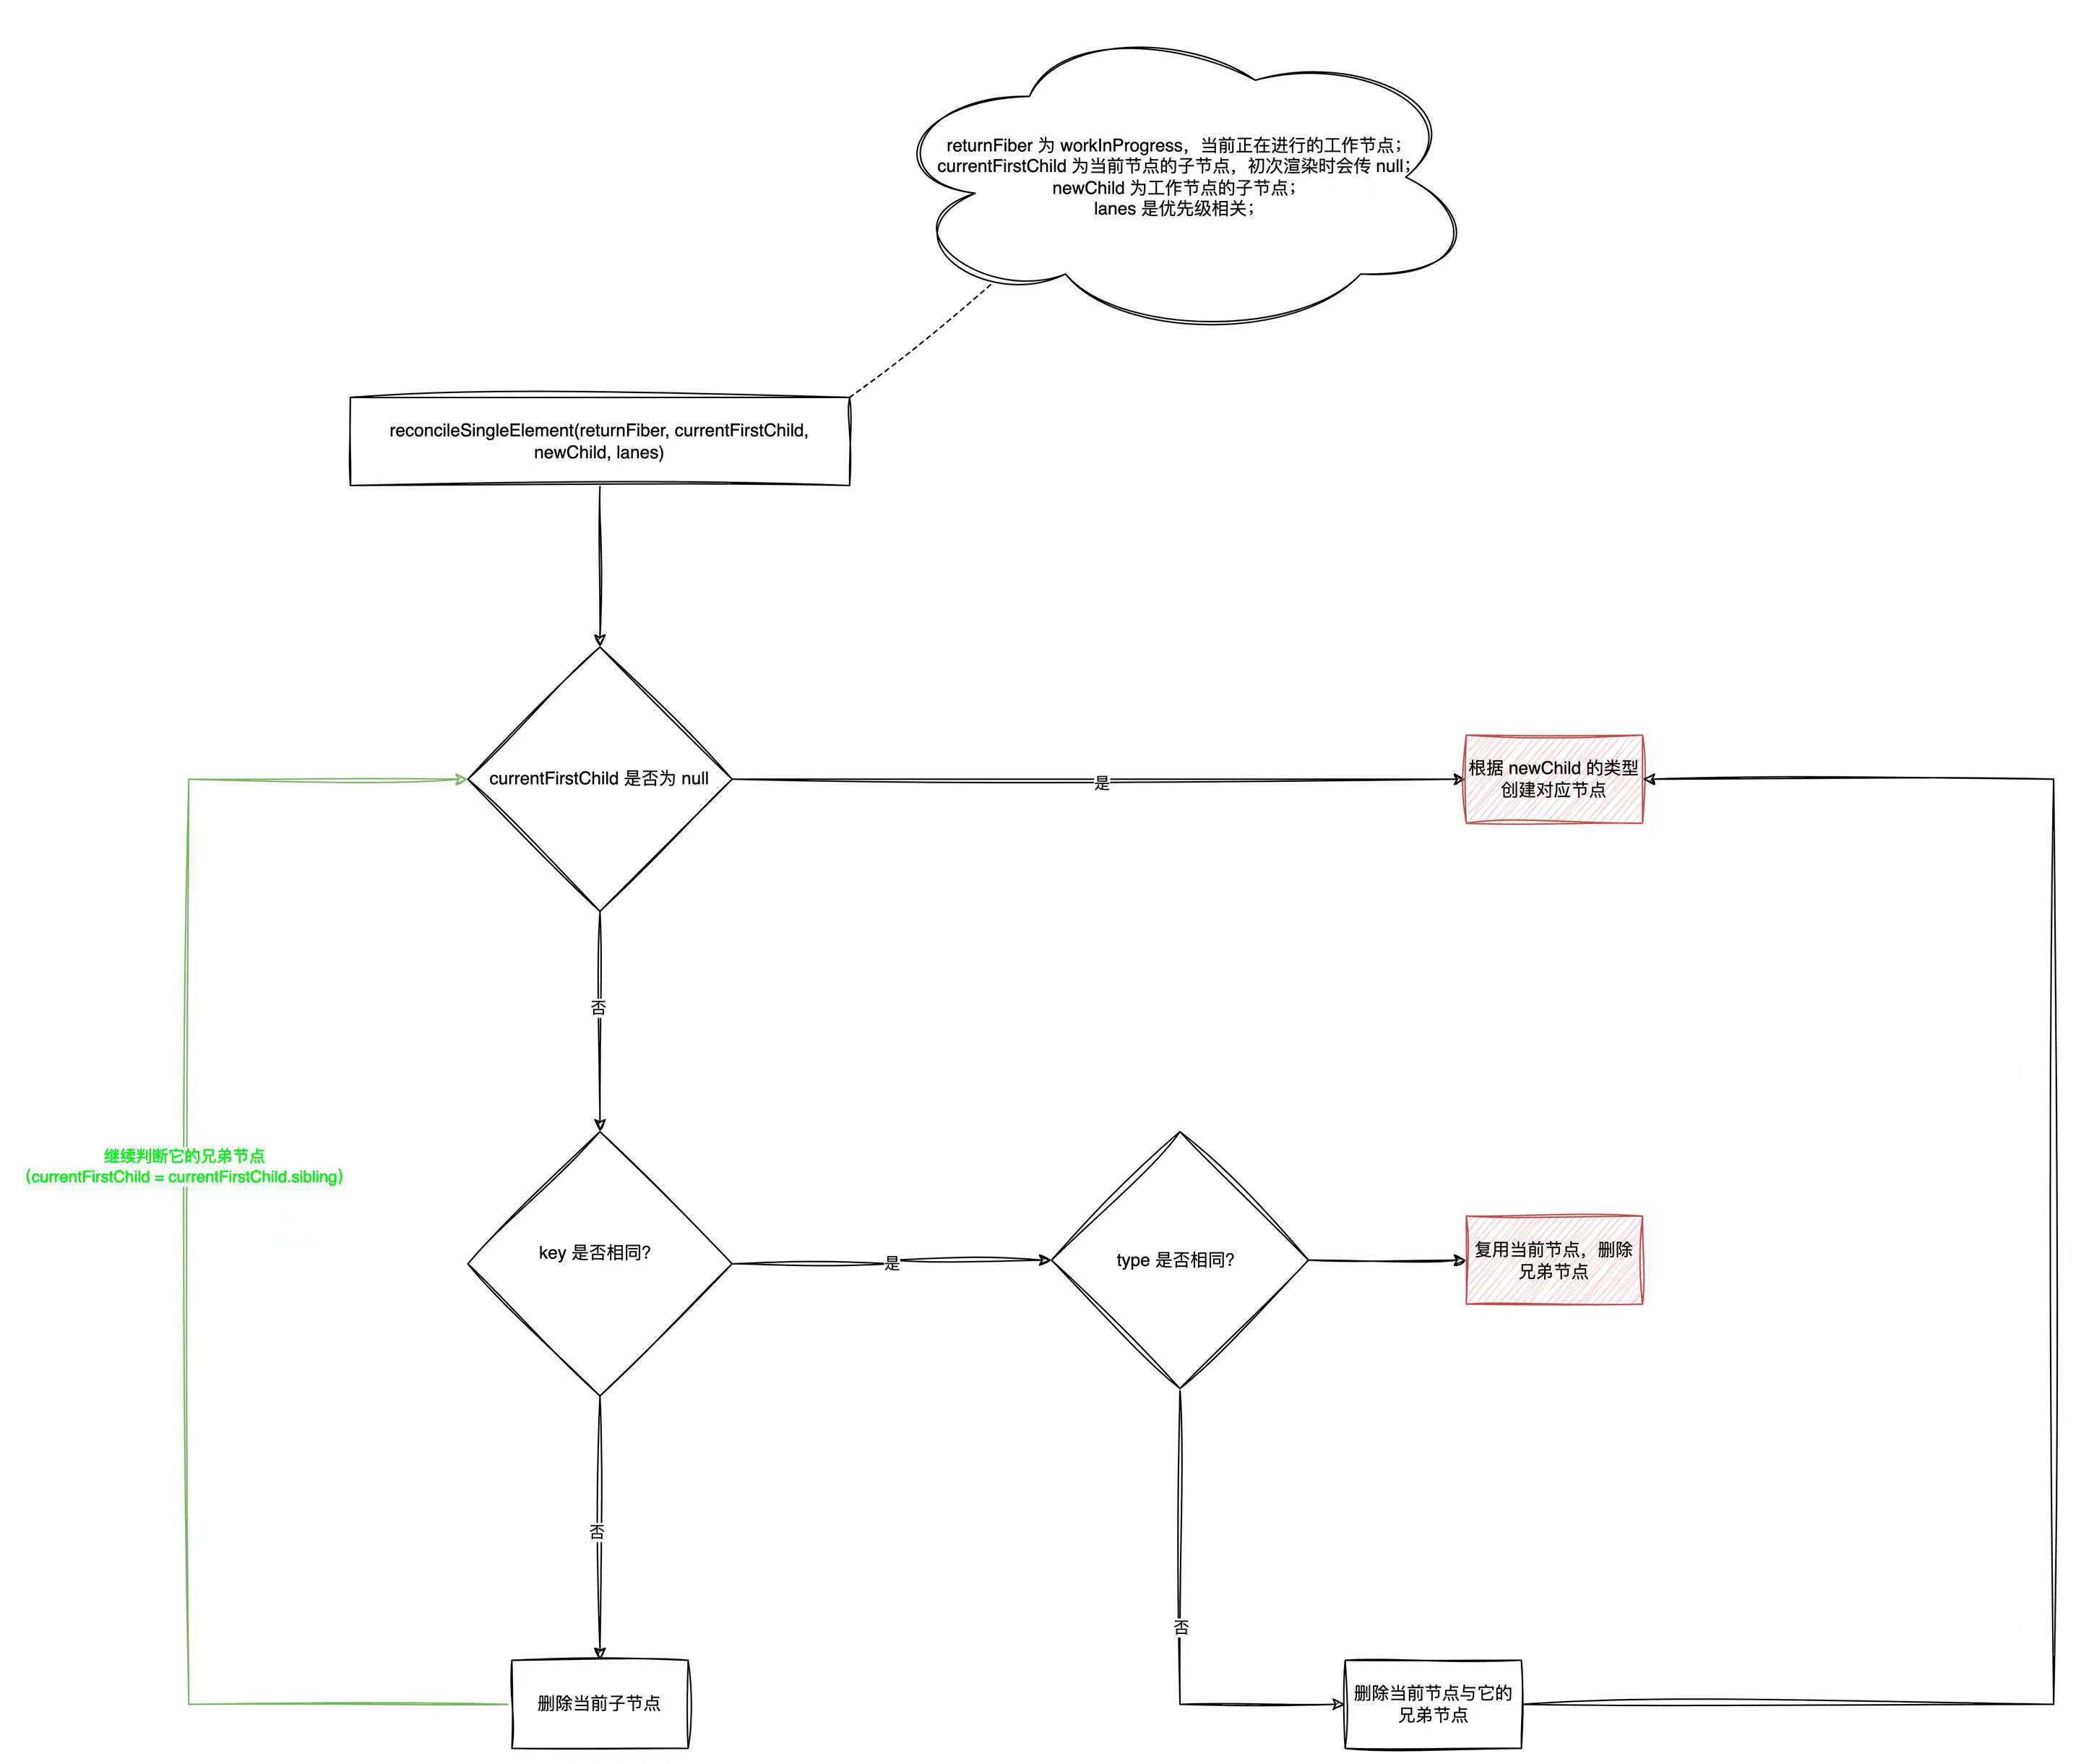 returnFiber 为 workInProgress，当前正在进行的工作节点；
currentFirstChild 为当前节点的子节点，初次渲染时会传 null；
newChild 为工作节点的子节点；
lanes 是优先级相关；
reconcileSingleElement(returnFiber, currentFirstChild,
newChild, lanes)
currentFirstChild 是否为 null
是
根据 newChild 的类型
创建对应节点
否
继续判断它的兄弟节点
（currentFirstChild = currentFirstChild.sibling）
key 是否相同？
是
type 是否相同？
复用当前节点，删除
兄弟节点
否
否
删除当前子节点
删除当前节点与它的
兄弟节点